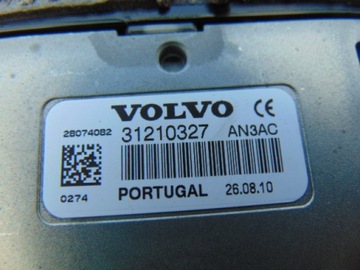 VOLVO CE
28074082 31210327 AN3AC
0274 PORTUGAL 26.08.10